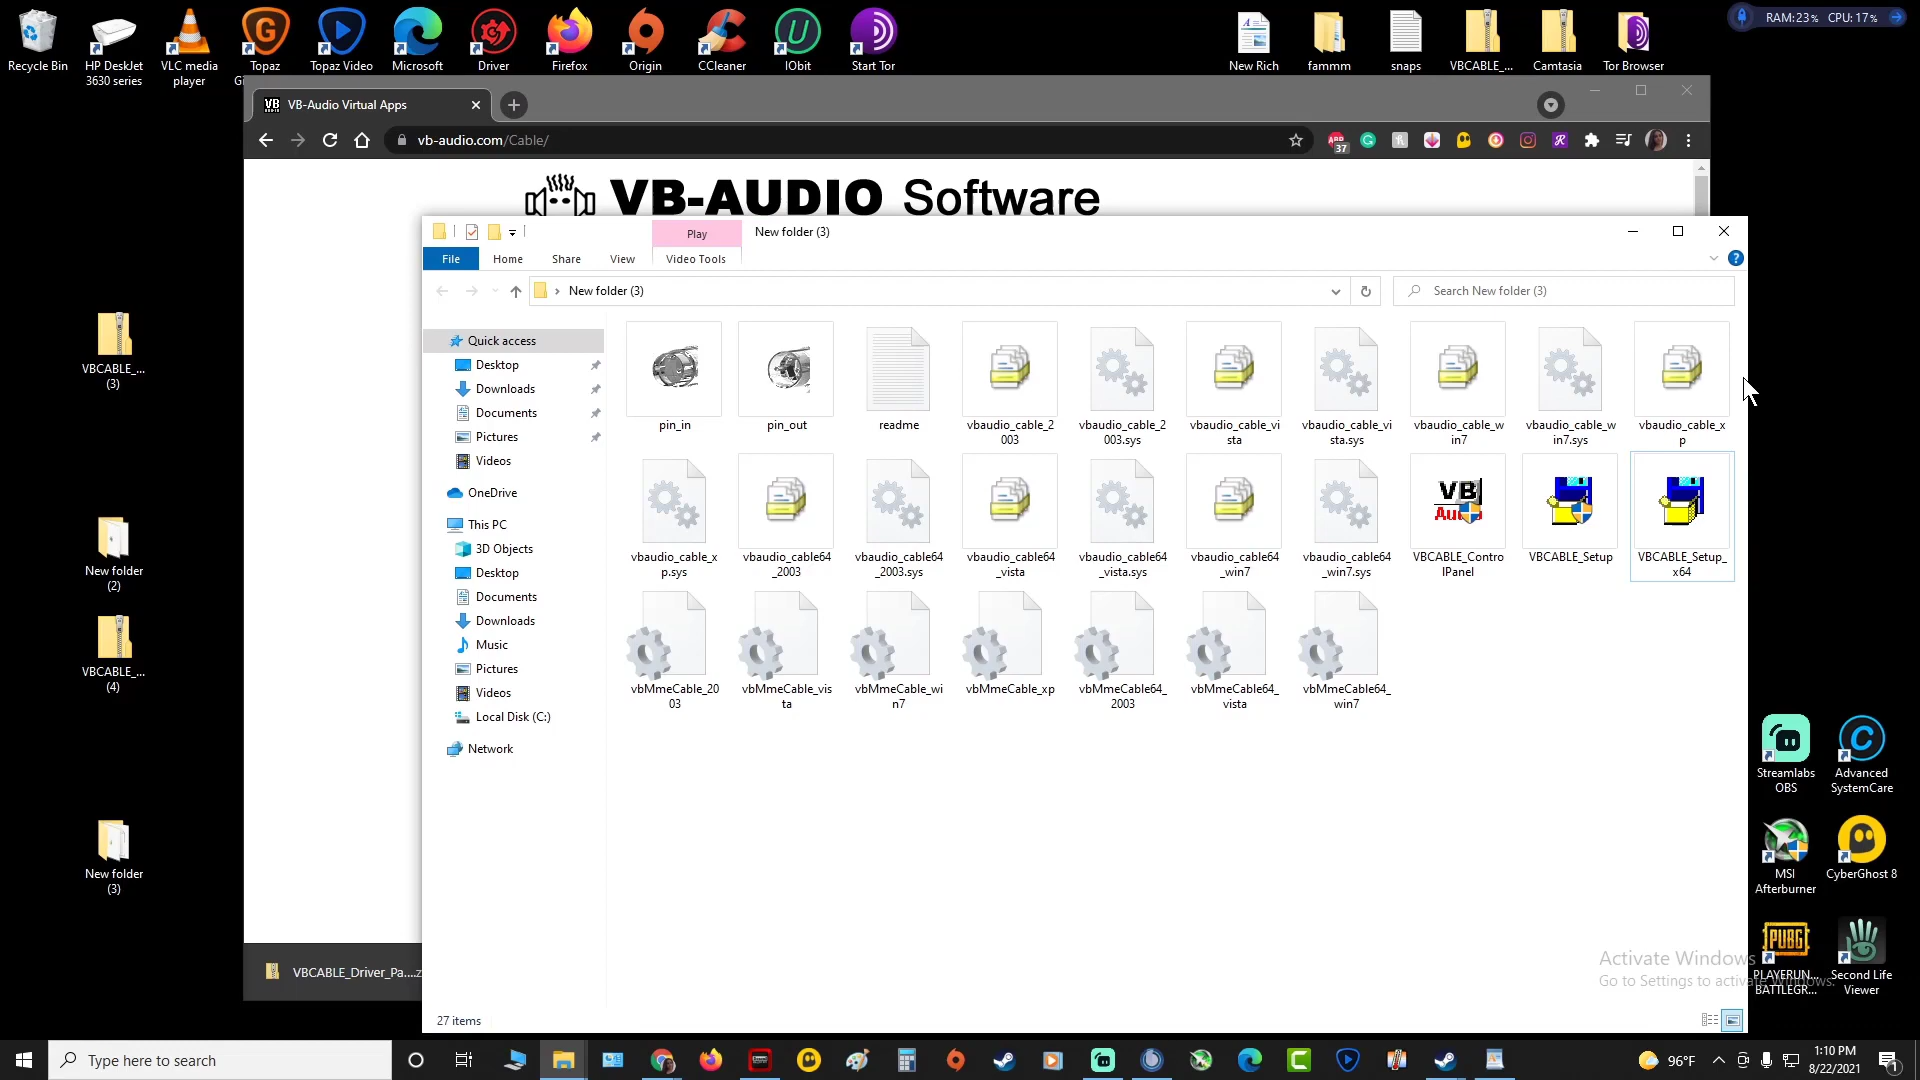 Recycle Bin
HP DeskJet
3630 series
VLC media
player
Topaz
Topaz Video
Microsoft
Driver
Firefox
Origin
CCleaner
IObit
Start Tor
New Rich
fammm
snaps
VBCABLE_...
Camtasia
Tor Browser
RAM:23% CPU: 17%
VB-Audio Virtual Apps
vb-audio.com/Cable/
37
VB-AUDIO Software
Play
New folder (3)
File
Home
Share
View
Video Tools
New folder (3)
Search New folder (3)
Quick access
Desktop
Downloads
Documents
Pictures
Videos
OneDrive
This PC
3D Objects
Desktop
Documents
Downloads
Music
Pictures
Videos
Local Disk (C:)
Network
pin_in
pin_out
readme
vbaudio_cable_2
003
vbaudio_cable_2
003.sys
vbaudio_cable_vi
sta
vbaudio_cable_vi
sta.sys
vbaudio_cable_w
in7
vbaudio_cable_w
in7.sys
vbaudio_cable_x
p
vbaudio_cable_x
p.sys
vbaudio_cable64
_2003
vbaudio_cable64
_2003.sys
vbaudio_cable64
_vista
vbaudio_cable64
_vista.sys
vbaudio_cable64
_win7
vbaudio_cable64
_win7.sys
VB
Audio
VBCABLE_Contro
lPanel
VBCABLE_Setup
VBCABLE_Setup_
x64
vbMmeCable_20
03
vbMmeCable_vis
ta
vbMmeCable_wi
n7
vbMmeCable_xp
vbMmeCable64_
2003
vbMmeCable64_
vista
vbMmeCable64_
win7
27 items
VBCABLE_...
(3)
New folder
(2)
VBCABLE_...
(4)
New folder
(3)
VBCABLE_Driver_Pa....z
Streamlabs
OBS
Advanced
SystemCare
MSI
Afterburner
CyberGhost 8
PUBG
PLAYERUN...
BATTLEGR...
Second Life
Viewer
Activate Windows
Go to Settings to activate Windows.
Type here to search
96°F
1:10 PM
8/22/2021
1